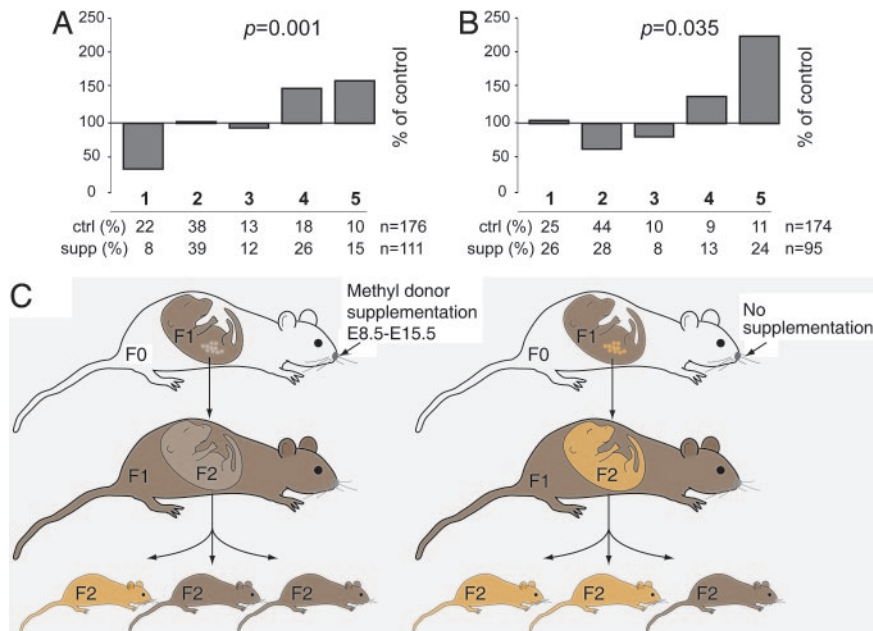 A
p=0.001
250
200
150
100
50
0
% of control
1 2 3 4 5
ctrl (%) 22 38 13 18 10 n=176
supp (%) 8 39 12 26 15 n=111
B
p=0.035
250
200
150
100
50
0
% of control
1 2 3 4 5
ctrl (%) 25 44 10 9 11 n=174
supp (%) 26 28 8 13 24 n=95
C
Methyl donor
supplementation
E8.5-E15.5
F1
F0
F1
F2
F2 F2 F2
No
supplementation
F1
F0
F1
F2
F2 F2 F2